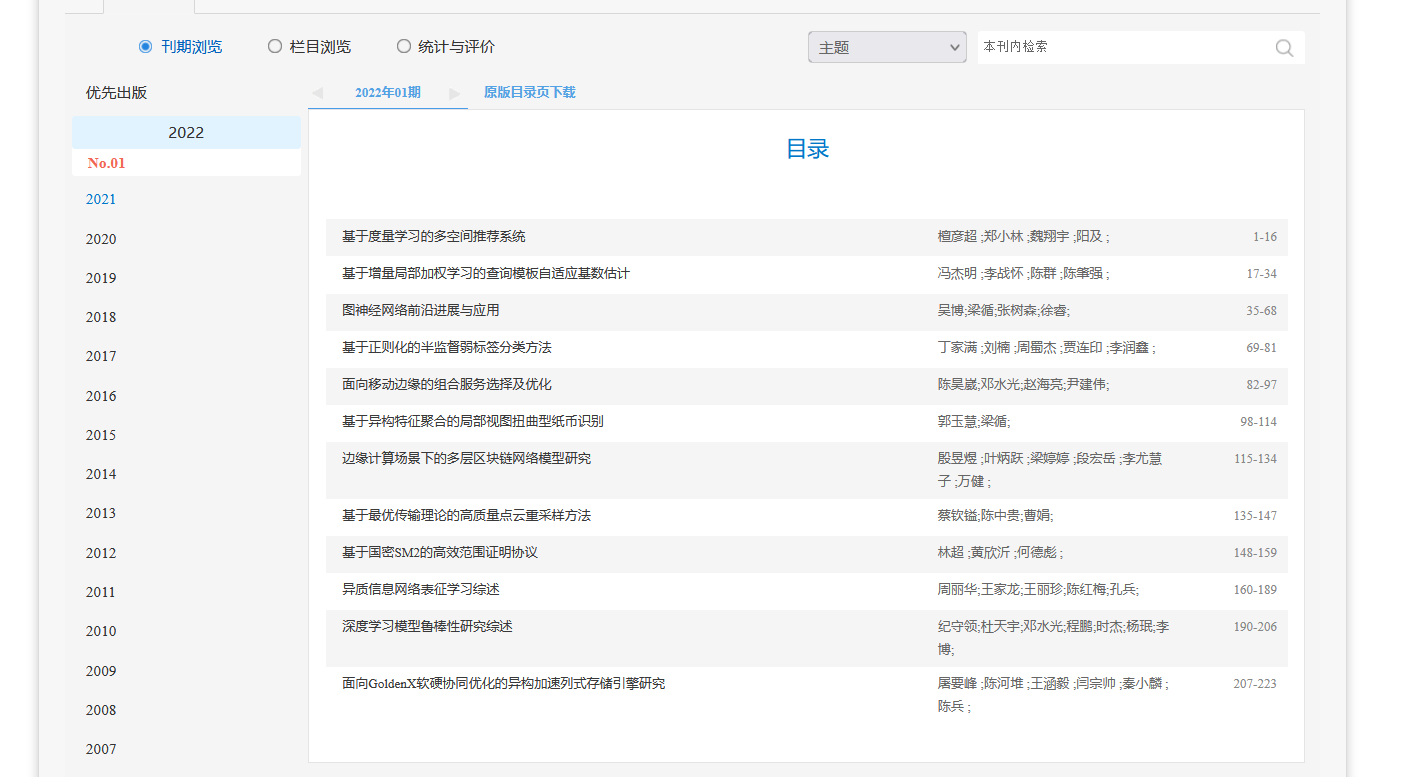 刊期浏览 栏目浏览 统计与评价 主题 本刊内检索
优先出版 2022年01期 原版目录页下载
2022
No.01
2021
2020
2019
2018
2017
2016
2015
2014
2013
2012
2011
2010
2009
2008
2007
目录
基于度量学习的多空间推荐系统 檀彦超 ;郑小林 ;魏翔宇 ;阳及 ; 1-16
基于增量局部加权学习的查询模板自适应基数估计 冯杰明 ;李战怀 ;陈群 ;陈肇强 ; 17-34
图神经网络前沿进展与应用 吴博;梁循;张树森;徐睿; 35-68
基于正则化的半监督弱标签分类方法 丁家满 ;刘楠 ;周蜀杰 ;贾连印 ;李润鑫 ; 69-81
面向移动边缘的组合服务选择及优化 陈昊崴;邓水光;赵海亮;尹建伟; 82-97
基于异构特征聚合的局部视图扭曲型纸币识别 郭玉慧;梁循; 98-114
边缘计算场景下的多层区块链网络模型研究 殷昱煜 ;叶炳跃 ;梁婷婷 ;段宏岳 ;李尤慧 115-134
子 ;万健 ;
基于最优传输理论的高质量点云重采样方法 蔡钦镒;陈中贵;曹娟; 135-147
基于国密SM2的高效范围证明协议 林超 ;黄欣沂 ;何德彪 ; 148-159
异质信息网络表征学习综述 周丽华;王家龙;王丽珍;陈红梅;孔兵; 160-189
深度学习模型鲁棒性研究综述 纪守领;杜天宇;邓水光;程鹏;时杰;杨珉;李 190-206
博;
面向GoldenX软硬协同优化的异构加速列式存储引擎研究 屠要峰 ;陈河堆 ;王涵毅 ;闫宗帅 ;秦小麟 ; 207-223
陈兵 ;